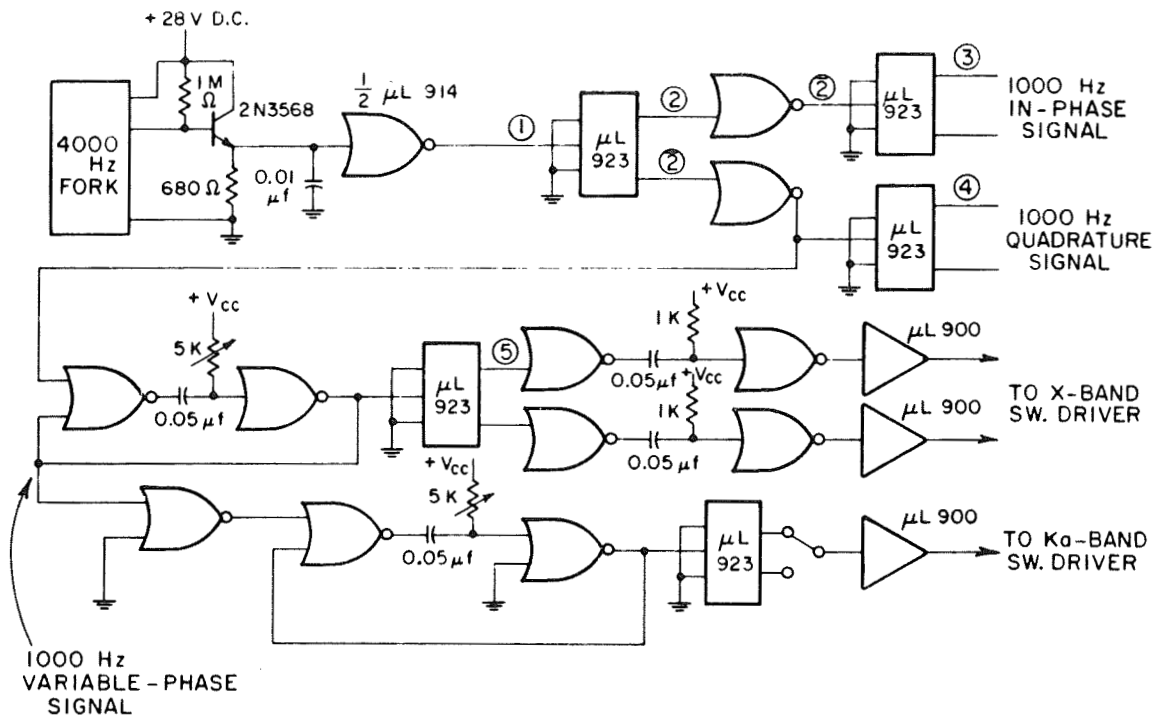 + 28 V D.C.
1 M
Ω
2N3568
4000
Hz
FORK
680 Ω
0.01
μf
1/2 μL 914
①
μL
923
②
②̄
②̄
μL
923
③
1000 Hz
IN-PHASE
SIGNAL
μL
923
④
1000 Hz
QUADRATURE
SIGNAL
+ Vcc
5K
0.05 μf
μL
923
⑤
+Vcc
1K
0.05 μf
μL 900
+Vcc
1K
0.05 μf
μL 900
TO X-BAND
SW. DRIVER
+ Vcc
5K
0.05 μf
μL
923
μL 900
TO Ka-BAND
SW. DRIVER
1000 Hz
VARIABLE-PHASE
SIGNAL